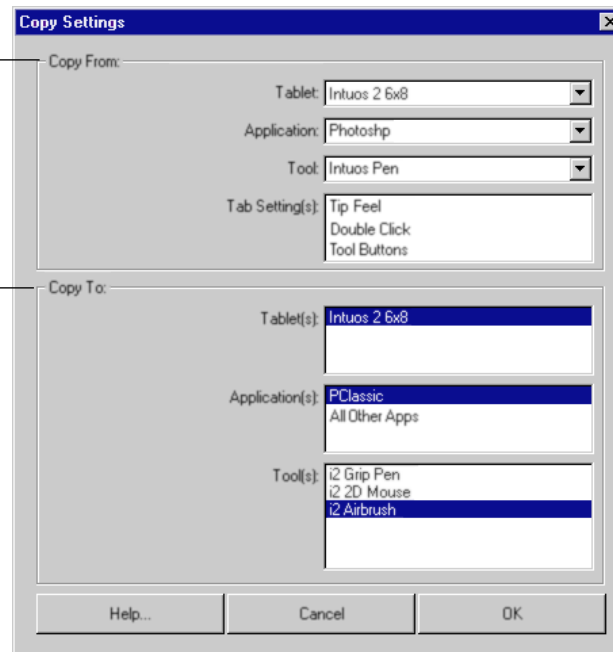 Copy Settings
Copy From:
Tablet: Intuos 2 6x8
Application: Photoshp
Tool: Intuos Pen
Tab Setting(s): Tip Feel
Double Click
Tool Buttons
Copy To:
Tablet(s): Intuos 2 6x8
Application(s): PClassic
All Other Apps
Tool(s): i2 Grip Pen
i2 2D Mouse
i2 Airbrush
Help... Cancel OK